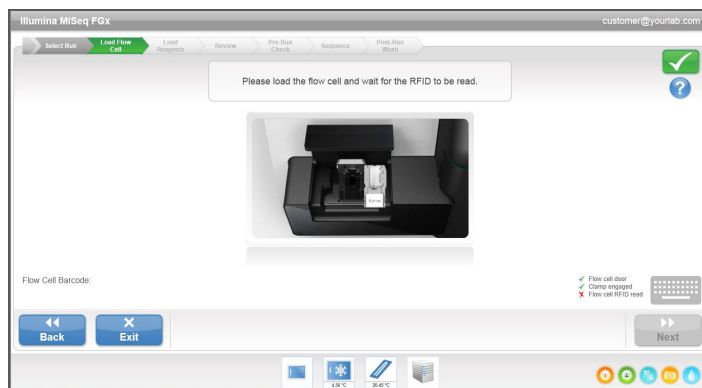 Illumina MiSeq FGx
customer@yourlab.com
Select Run
Load Flow
Cell
Load
Reagents
Review
Pre-Run
Check
Sequence
Post-Run
Wash
Please load the flow cell and wait for the RFID to be read.
?
Flow Cell Barcode:
Flow cell door
Clamp engaged
Flow cell RFID read
Back
Exit
Next